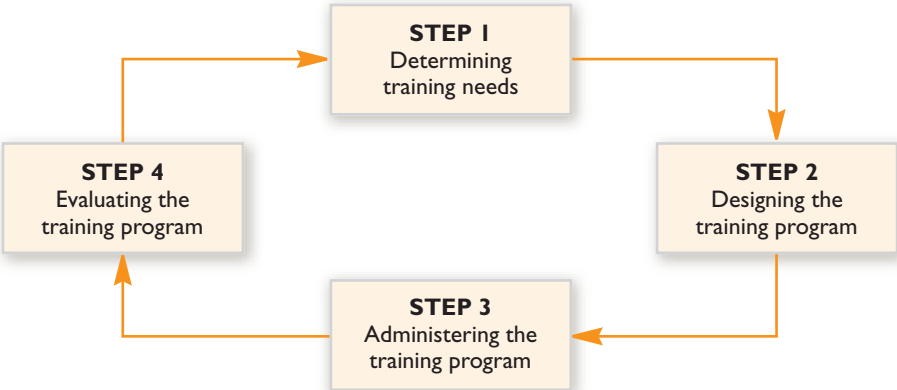 STEP 1
Determining
training needs
STEP 2
Designing the
training program
STEP 3
Administering the
training program
STEP 4
Evaluating the
training program